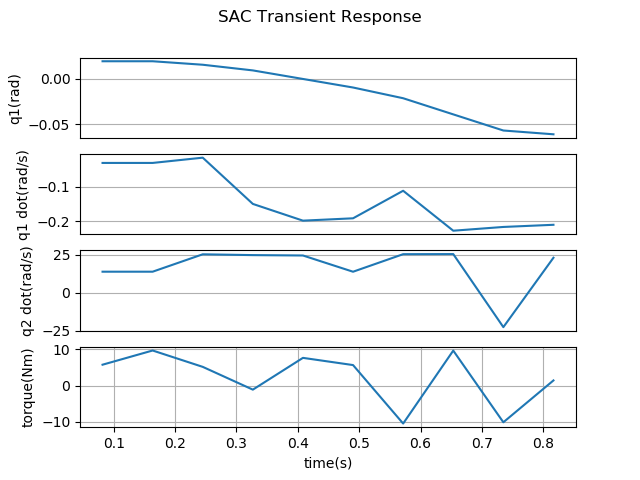 SAC Transient Response
q1(rad)
0.00
−0.05
q1 dot(rad/s)
−0.1
−0.2
q2 dot(rad/s)
25
0
−25
torque(Nm)
10
0
−10
0.1 0.2 0.3 0.4 0.5 0.6 0.7 0.8
time(s)